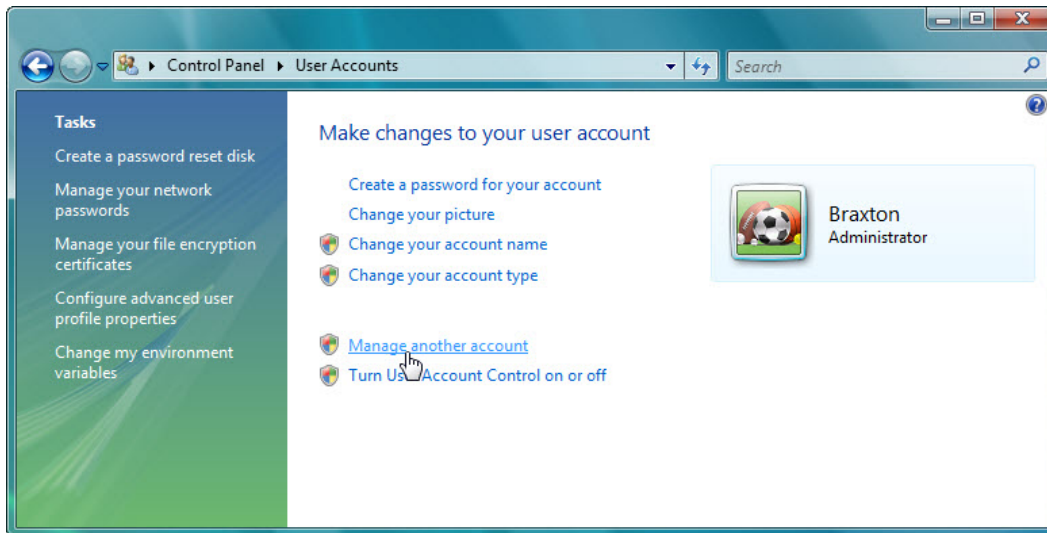 Control Panel User Accounts
Search
Tasks
Create a password reset disk
Manage your network
passwords
Manage your file encryption
certificates
Configure advanced user
profile properties
Change my environment
variables
Make changes to your user account
Create a password for your account
Change your picture
Change your account name
Change your account type
Manage another account
Turn User Account Control on or off
Braxton
Administrator